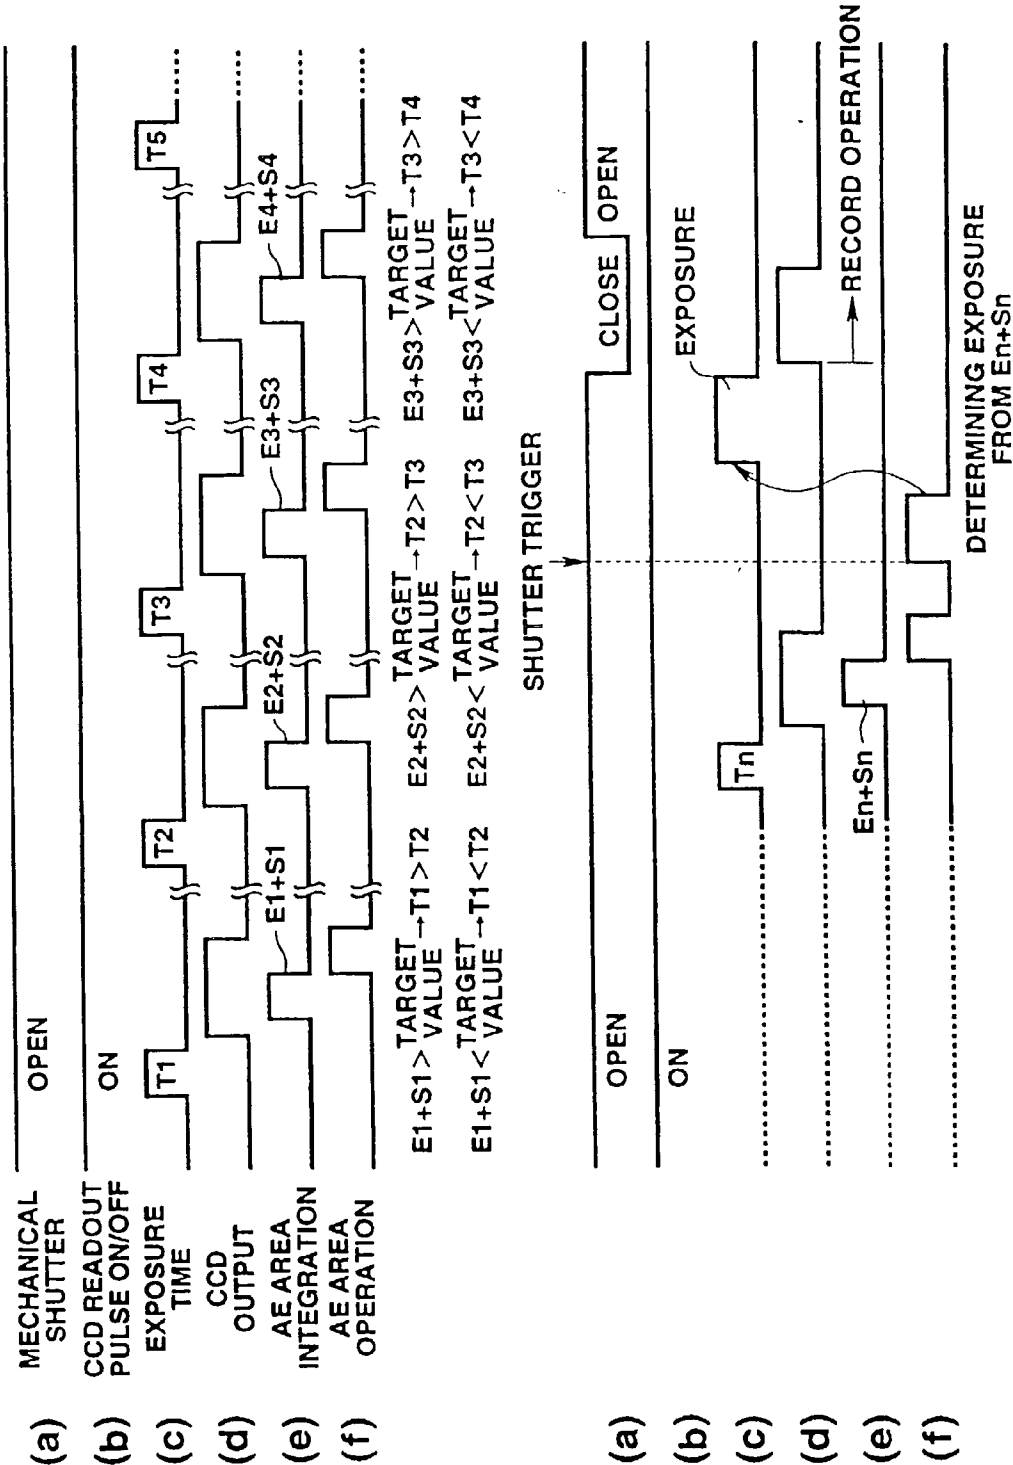 (a) MECHANICAL
SHUTTER
OPEN
(b) CCD READOUT
PULSE ON/OFF
ON
(c) EXPOSURE
TIME
T1
T2
T3
T4
T5
(d) CCD
OUTPUT
(e) AE AREA
INTEGRATION
E1+S1
E2+S2
E3+S3
E4+S4
(f) AE AREA
OPERATION
E1+S1>TARGET VALUE→T1>T2
E2+S2>TARGET VALUE→T2>T3
E3+S3>TARGET VALUE→T3>T4
E1+S1<TARGET VALUE→T1<T2
E2+S2<TARGET VALUE→T2<T3
E3+S3<TARGET VALUE→T3<T4
SHUTTER TRIGGER
(a)
OPEN
CLOSE
OPEN
(b)
ON
EXPOSURE
(c)
Tn
(d)
RECORD OPERATION
(e)
En+Sn
(f)
DETERMINING EXPOSURE
FROM En+Sn